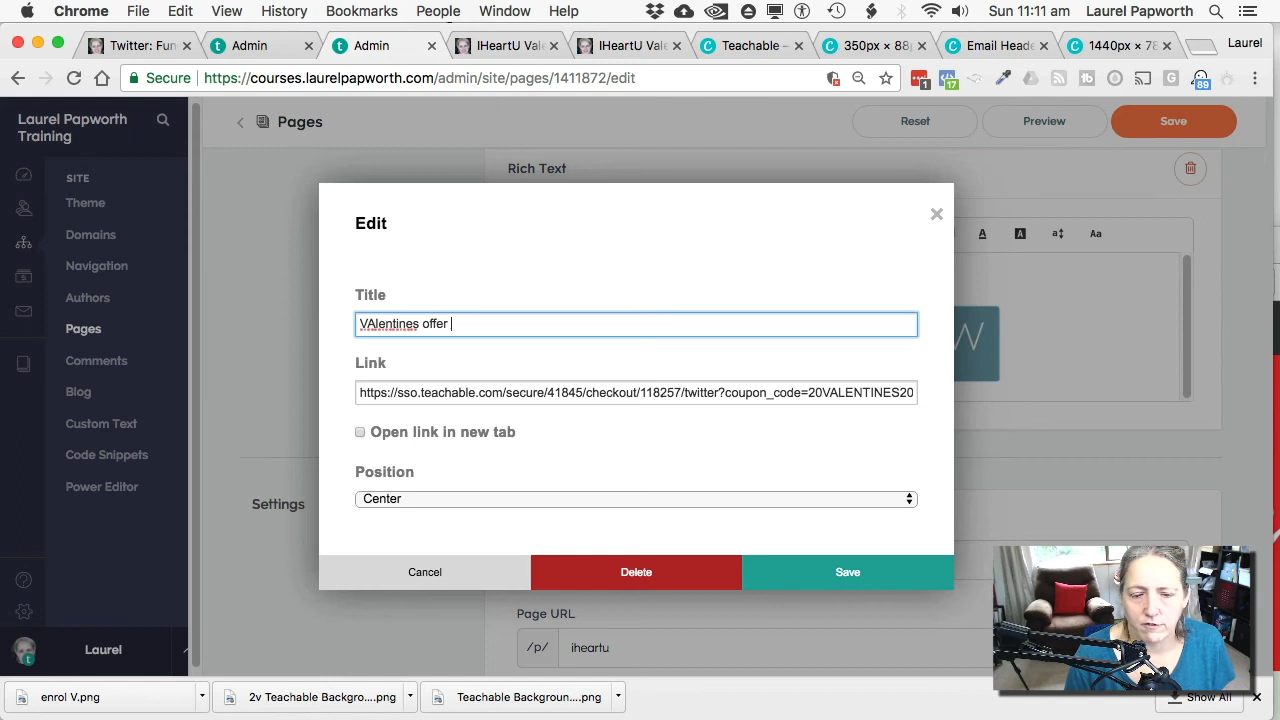 Chrome File Edit View History Bookmarks People Window Help Sun 11:11 am Laurel Papworth
Twitter: Fun Admin Admin IHeartU Val IHeartU Val Teachable – 350px × 88 Email Heade 1440px × 78 Laurel
Secure https://courses.laurelpapworth.com/admin/site/pages/1411872/edit 1 17 89
Laurel Papworth
Training
Pages Reset Preview Save
SITE
Theme
Domains
Navigation
Authors
Pages
Comments
Blog
Custom Text
Code Snippets
Power Editor
Rich Text
Edit
Title
VAlentines offer
Link
https://sso.teachable.com/secure/41845/checkout/118257/twitter?coupon_code=20VALENTINES20
Open link in new tab
Position
Center
Cancel Delete Save
W
Settings
Page URL
/p/ iheartu
Laurel
enrol V.png 2v Teachable Backgro....png Teachable Backgroun....png Show All